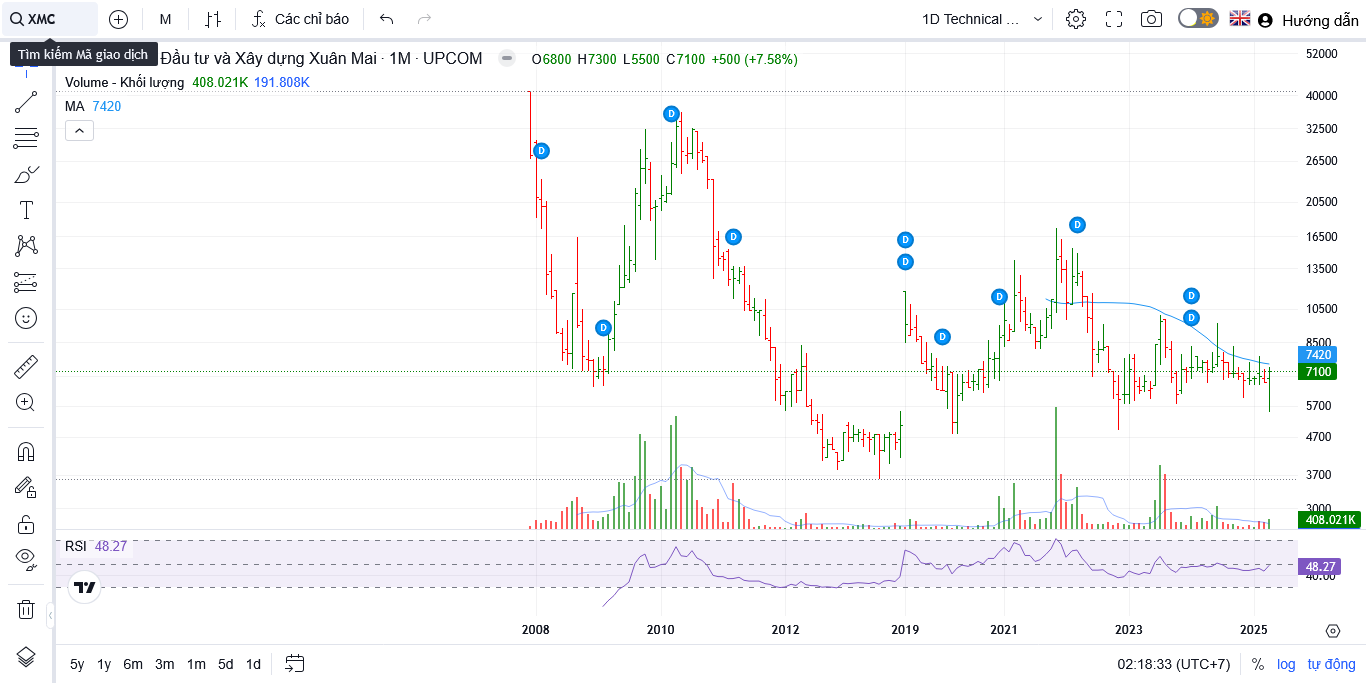 XMC M Các chỉ báo 1D Technical ... Hướng dẫn
Tìm kiếm Mã giao dịch
Đầu tư và Xây dựng Xuân Mai · 1M · UPCOM O6800 H7300 L5500 C7100 +500 (+7.58%)
Volume - Khối lượng 408.021K 191.808K
MA 7420
52000
40000
32500
26500
20500
16500
13500
10500
8500
7420
7100
5700
4700
3700
3000
408.021K
D
D
D
D
D
D
D
D
D
D
D
T
RSI 48.27
48.27
40.00
2008 2010 2012 2019 2021 2023 2025
5y 1y 6m 3m 1m 5d 1d 02:18:33 (UTC+7) % log tự động